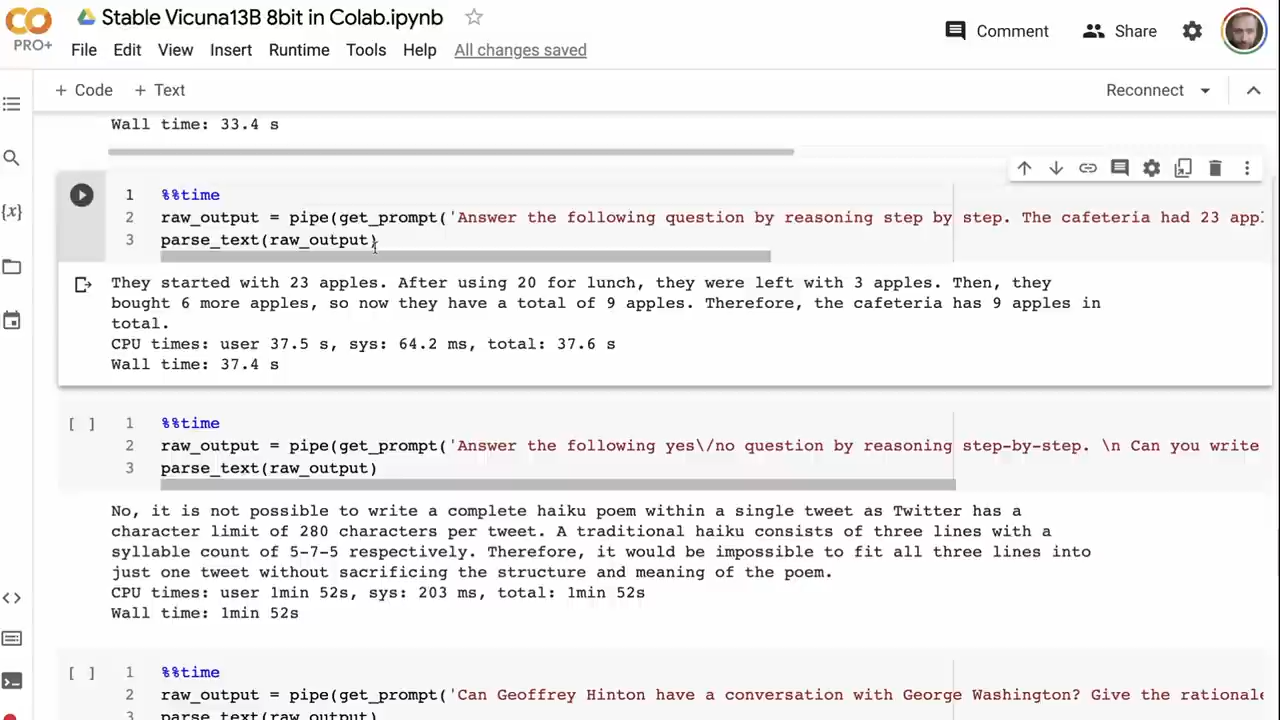 CO Stable Vicuna13B 8bit in Colab.ipynb
PRO+ File Edit View Insert Runtime Tools Help All changes saved Comment Share
+ Code + Text Reconnect
Wall time: 33.4 s
1 %%time
2 raw_output = pipe(get_prompt('Answer the following question by reasoning step by step. The cafeteria had 23 appl
3 parse_text(raw_output)
They started with 23 apples. After using 20 for lunch, they were left with 3 apples. Then, they
bought 6 more apples, so now they have a total of 9 apples. Therefore, the cafeteria has 9 apples in
total.
CPU times: user 37.5 s, sys: 64.2 ms, total: 37.6 s
Wall time: 37.4 s
[ ] 1 %%time
2 raw_output = pipe(get_prompt('Answer the following yes\/no question by reasoning step-by-step. \n Can you write
3 parse_text(raw_output)
No, it is not possible to write a complete haiku poem within a single tweet as Twitter has a
character limit of 280 characters per tweet. A traditional haiku consists of three lines with a
syllable count of 5-7-5 respectively. Therefore, it would be impossible to fit all three lines into
just one tweet without sacrificing the structure and meaning of the poem.
CPU times: user 1min 52s, sys: 203 ms, total: 1min 52s
Wall time: 1min 52s
[ ] 1 %%time
2 raw_output = pipe(get_prompt('Can Geoffrey Hinton have a conversation with George Washington? Give the rationale
3 parse_text(raw_output)